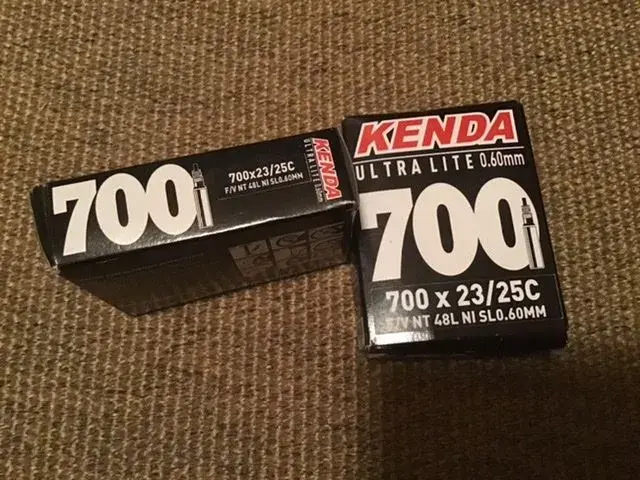 700
700x23/25C
F/V NT 48L NI SL0.60MM
KENDA
ULTRA LITE 0.60mm
KENDA
ULTRA LITE 0.60mm
700
700 x 23/25C
F/V NT 48L NI SL0.60MM